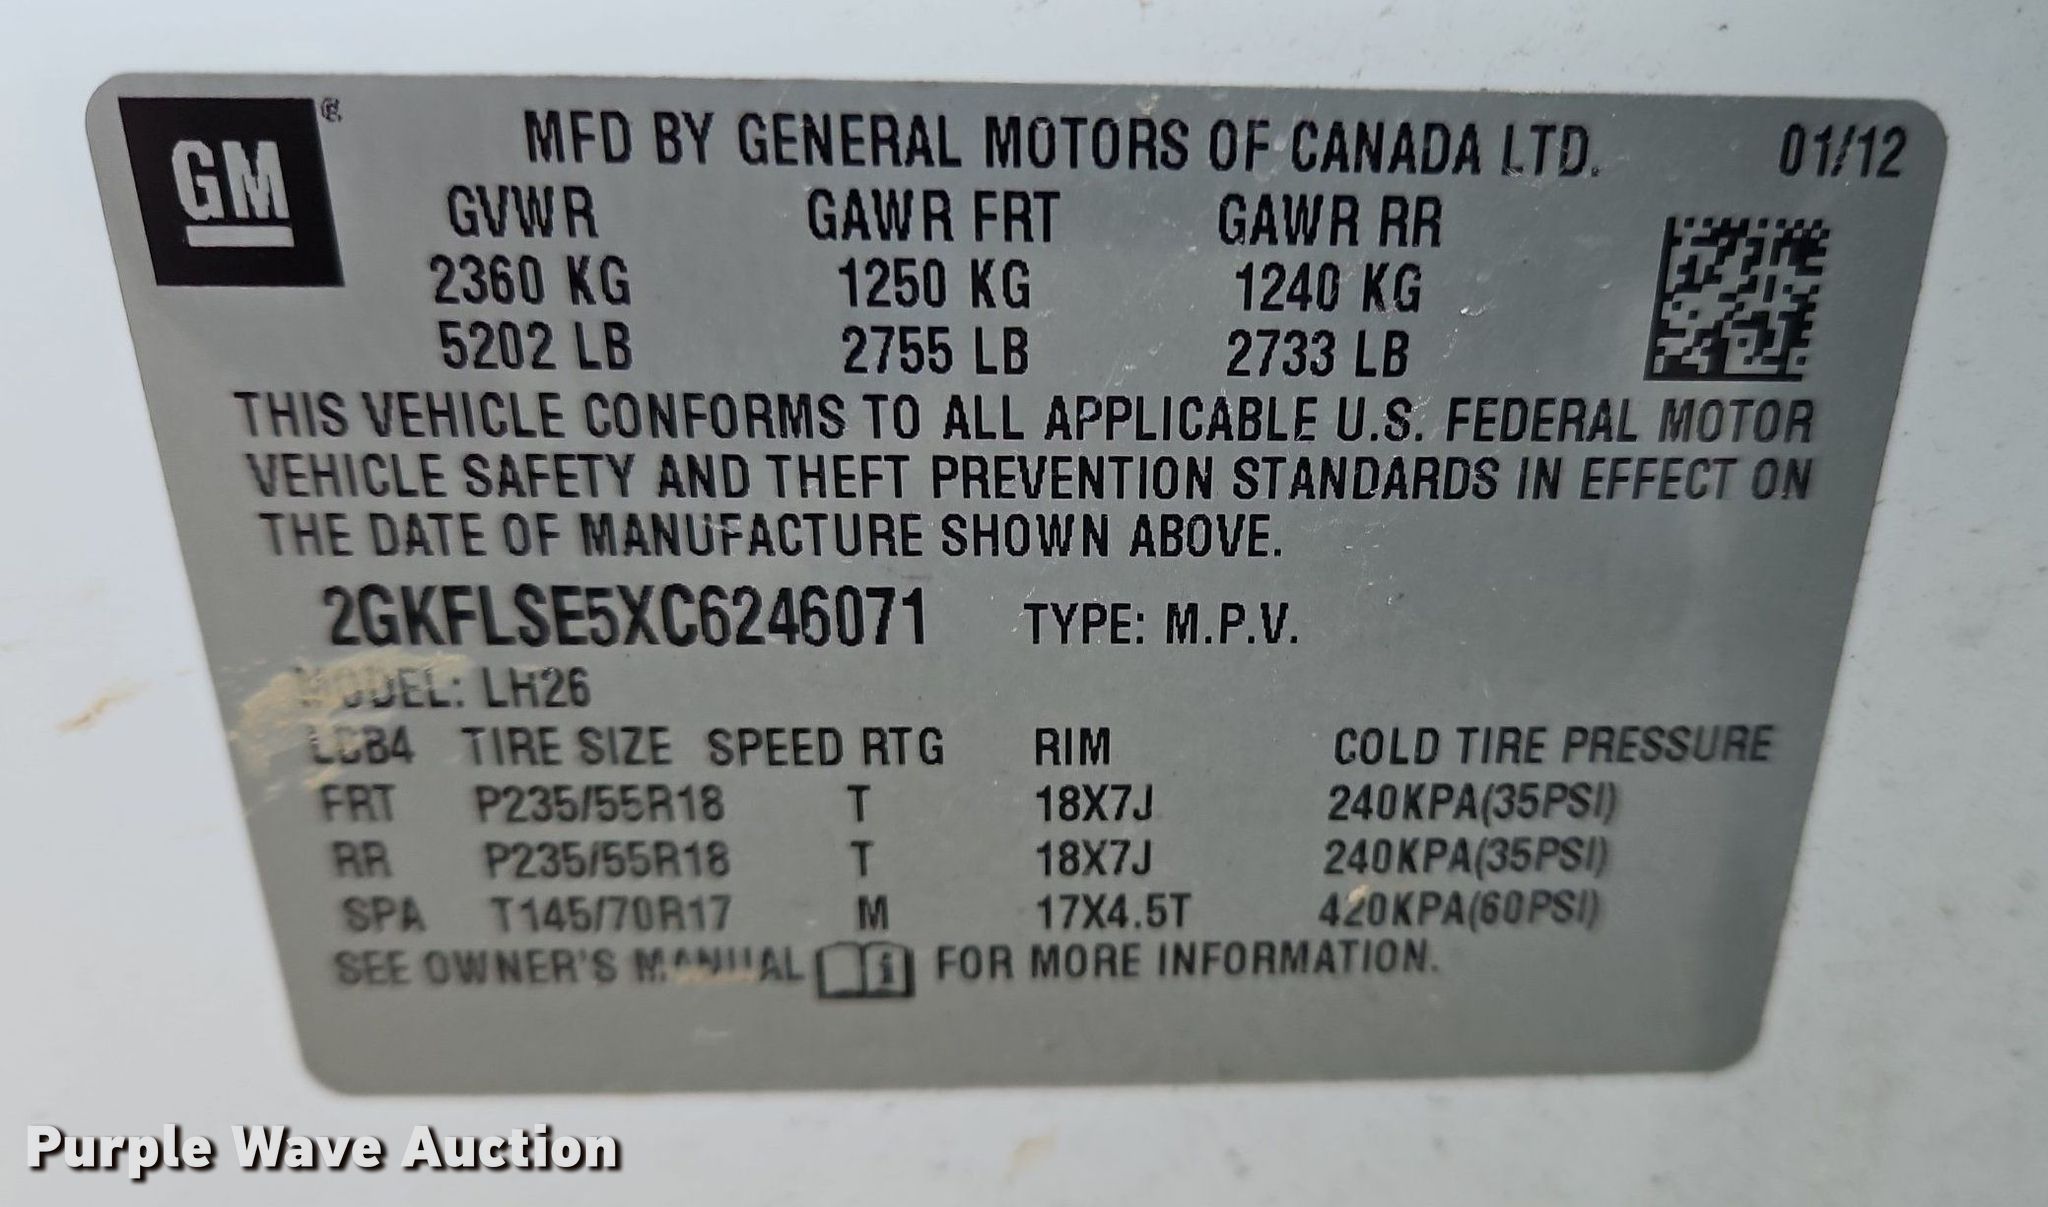 GM
MFD BY GENERAL MOTORS OF CANADA LTD. 01/12
GVWR GAWR FRT GAWR RR
2360 KG 1250 KG 1240 KG
5202 LB 2755 LB 2733 LB
THIS VEHICLE CONFORMS TO ALL APPLICABLE U.S. FEDERAL MOTOR
VEHICLE SAFETY AND THEFT PREVENTION STANDARDS IN EFFECT ON
THE DATE OF MANUFACTURE SHOWN ABOVE.
2GKFLSE5XC6246071 TYPE: M.P.V.
MODEL: LH26
LCB4 TIRE SIZE SPEED RTG RIM COLD TIRE PRESSURE
FRT P235/55R18 T 18X7J 240KPA(35PSI)
RR P235/55R18 T 18X7J 240KPA(35PSI)
SPA T145/70R17 M 17X4.5T 420KPA(60PSI)
SEE OWNER'S MANUAL FOR MORE INFORMATION.
Purple Wave Auction